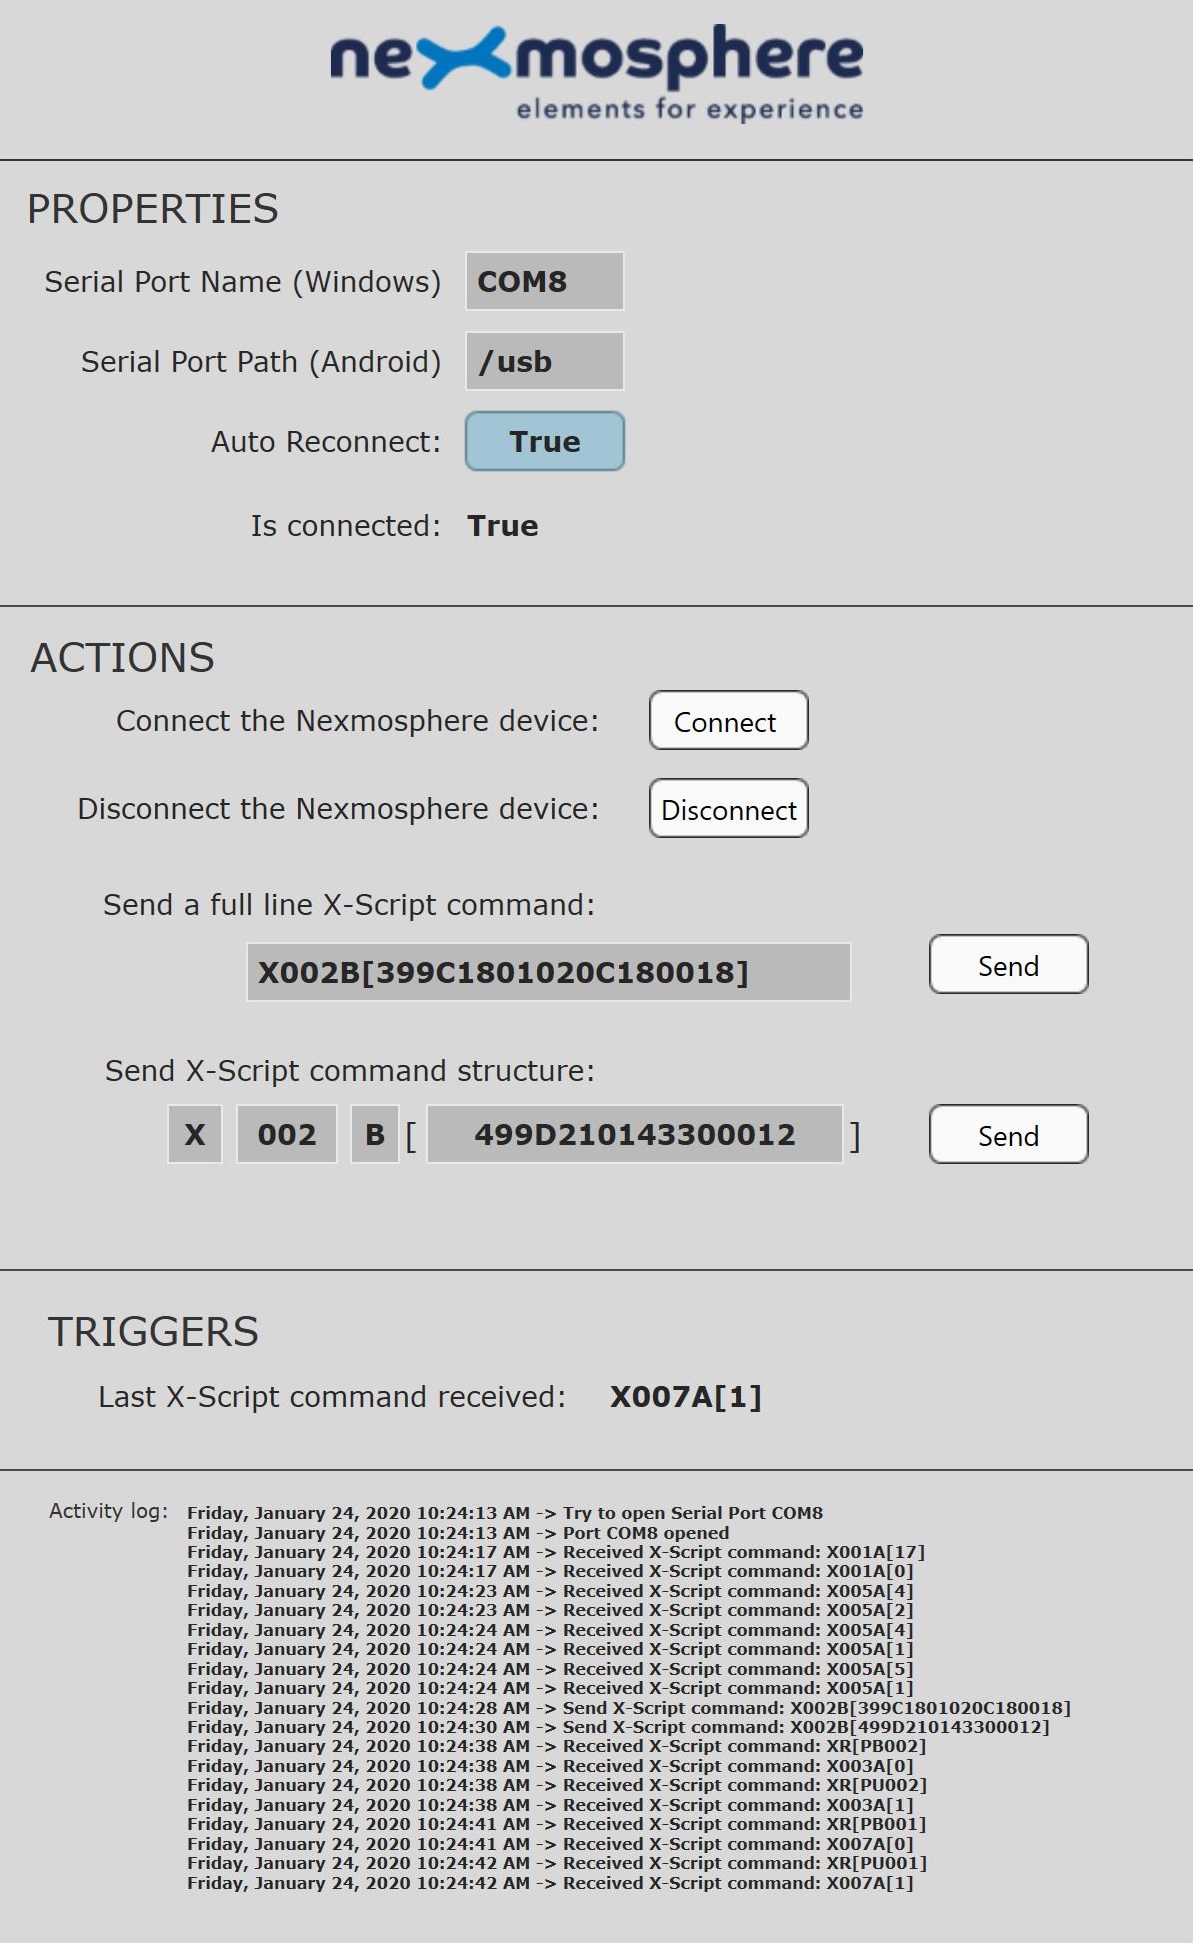 nexmosphere
elements for experience
PROPERTIES
Serial Port Name (Windows) COM8
Serial Port Path (Android) /usb
Auto Reconnect: True
Is connected: True
ACTIONS
Connect the Nexmosphere device: Connect
Disconnect the Nexmosphere device: Disconnect
Send a full line X-Script command:
X002B[399C1801020C180018] Send
Send X-Script command structure:
X 002 B [ 499D210143300012 ] Send
TRIGGERS
Last X-Script command received: X007A[1]
Activity log: Friday, January 24, 2020 10:24:13 AM -> Try to open Serial Port COM8
Friday, January 24, 2020 10:24:13 AM -> Port COM8 opened
Friday, January 24, 2020 10:24:17 AM -> Received X-Script command: X001A[17]
Friday, January 24, 2020 10:24:17 AM -> Received X-Script command: X001A[0]
Friday, January 24, 2020 10:24:23 AM -> Received X-Script command: X005A[4]
Friday, January 24, 2020 10:24:23 AM -> Received X-Script command: X005A[2]
Friday, January 24, 2020 10:24:24 AM -> Received X-Script command: X005A[4]
Friday, January 24, 2020 10:24:24 AM -> Received X-Script command: X005A[1]
Friday, January 24, 2020 10:24:24 AM -> Received X-Script command: X005A[5]
Friday, January 24, 2020 10:24:24 AM -> Received X-Script command: X005A[1]
Friday, January 24, 2020 10:24:28 AM -> Send X-Script command: X002B[399C1801020C180018]
Friday, January 24, 2020 10:24:30 AM -> Send X-Script command: X002B[499D210143300012]
Friday, January 24, 2020 10:24:38 AM -> Received X-Script command: XR[PB002]
Friday, January 24, 2020 10:24:38 AM -> Received X-Script command: X003A[0]
Friday, January 24, 2020 10:24:38 AM -> Received X-Script command: XR[PU002]
Friday, January 24, 2020 10:24:38 AM -> Received X-Script command: X003A[1]
Friday, January 24, 2020 10:24:41 AM -> Received X-Script command: XR[PB001]
Friday, January 24, 2020 10:24:41 AM -> Received X-Script command: X007A[0]
Friday, January 24, 2020 10:24:42 AM -> Received X-Script command: XR[PU001]
Friday, January 24, 2020 10:24:42 AM -> Received X-Script command: X007A[1]